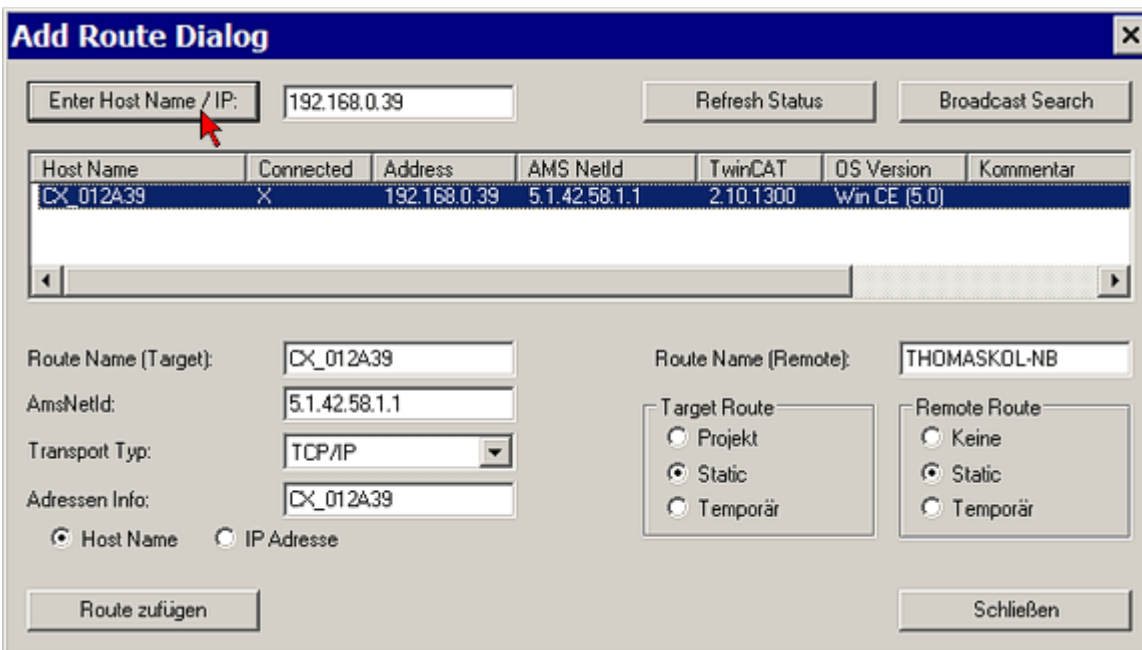 Add Route Dialog
Enter Host Name / IP: 192.168.0.39 Refresh Status Broadcast Search
Host Name Connected Address AMS NetId TwinCAT OS Version Kommentar
CX_012A39 X 192.168.0.39 5.1.42.58.1.1 2.10.1300 Win CE (5.0)
Route Name (Target): CX_012A39 Route Name (Remote): THOMASKOL-NB
AmsNetId: 5.1.42.58.1.1
Target Route Remote Route
Projekt Keine
Transport Typ: TCP/IP
Static Static
Adressen Info: CX_012A39
Temporär Temporär
Host Name IP Adresse
Route zufügen Schließen